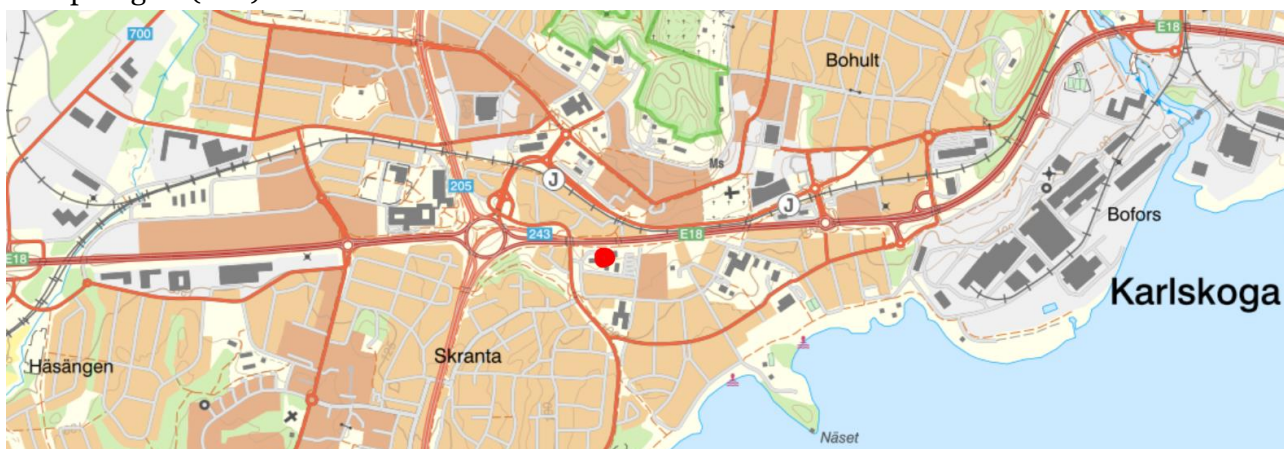 700
Bohult
E18
Ms
J
205
J
243
E18
E18
Bofors
Karlskoga
Häsängen
Skranta
Näset